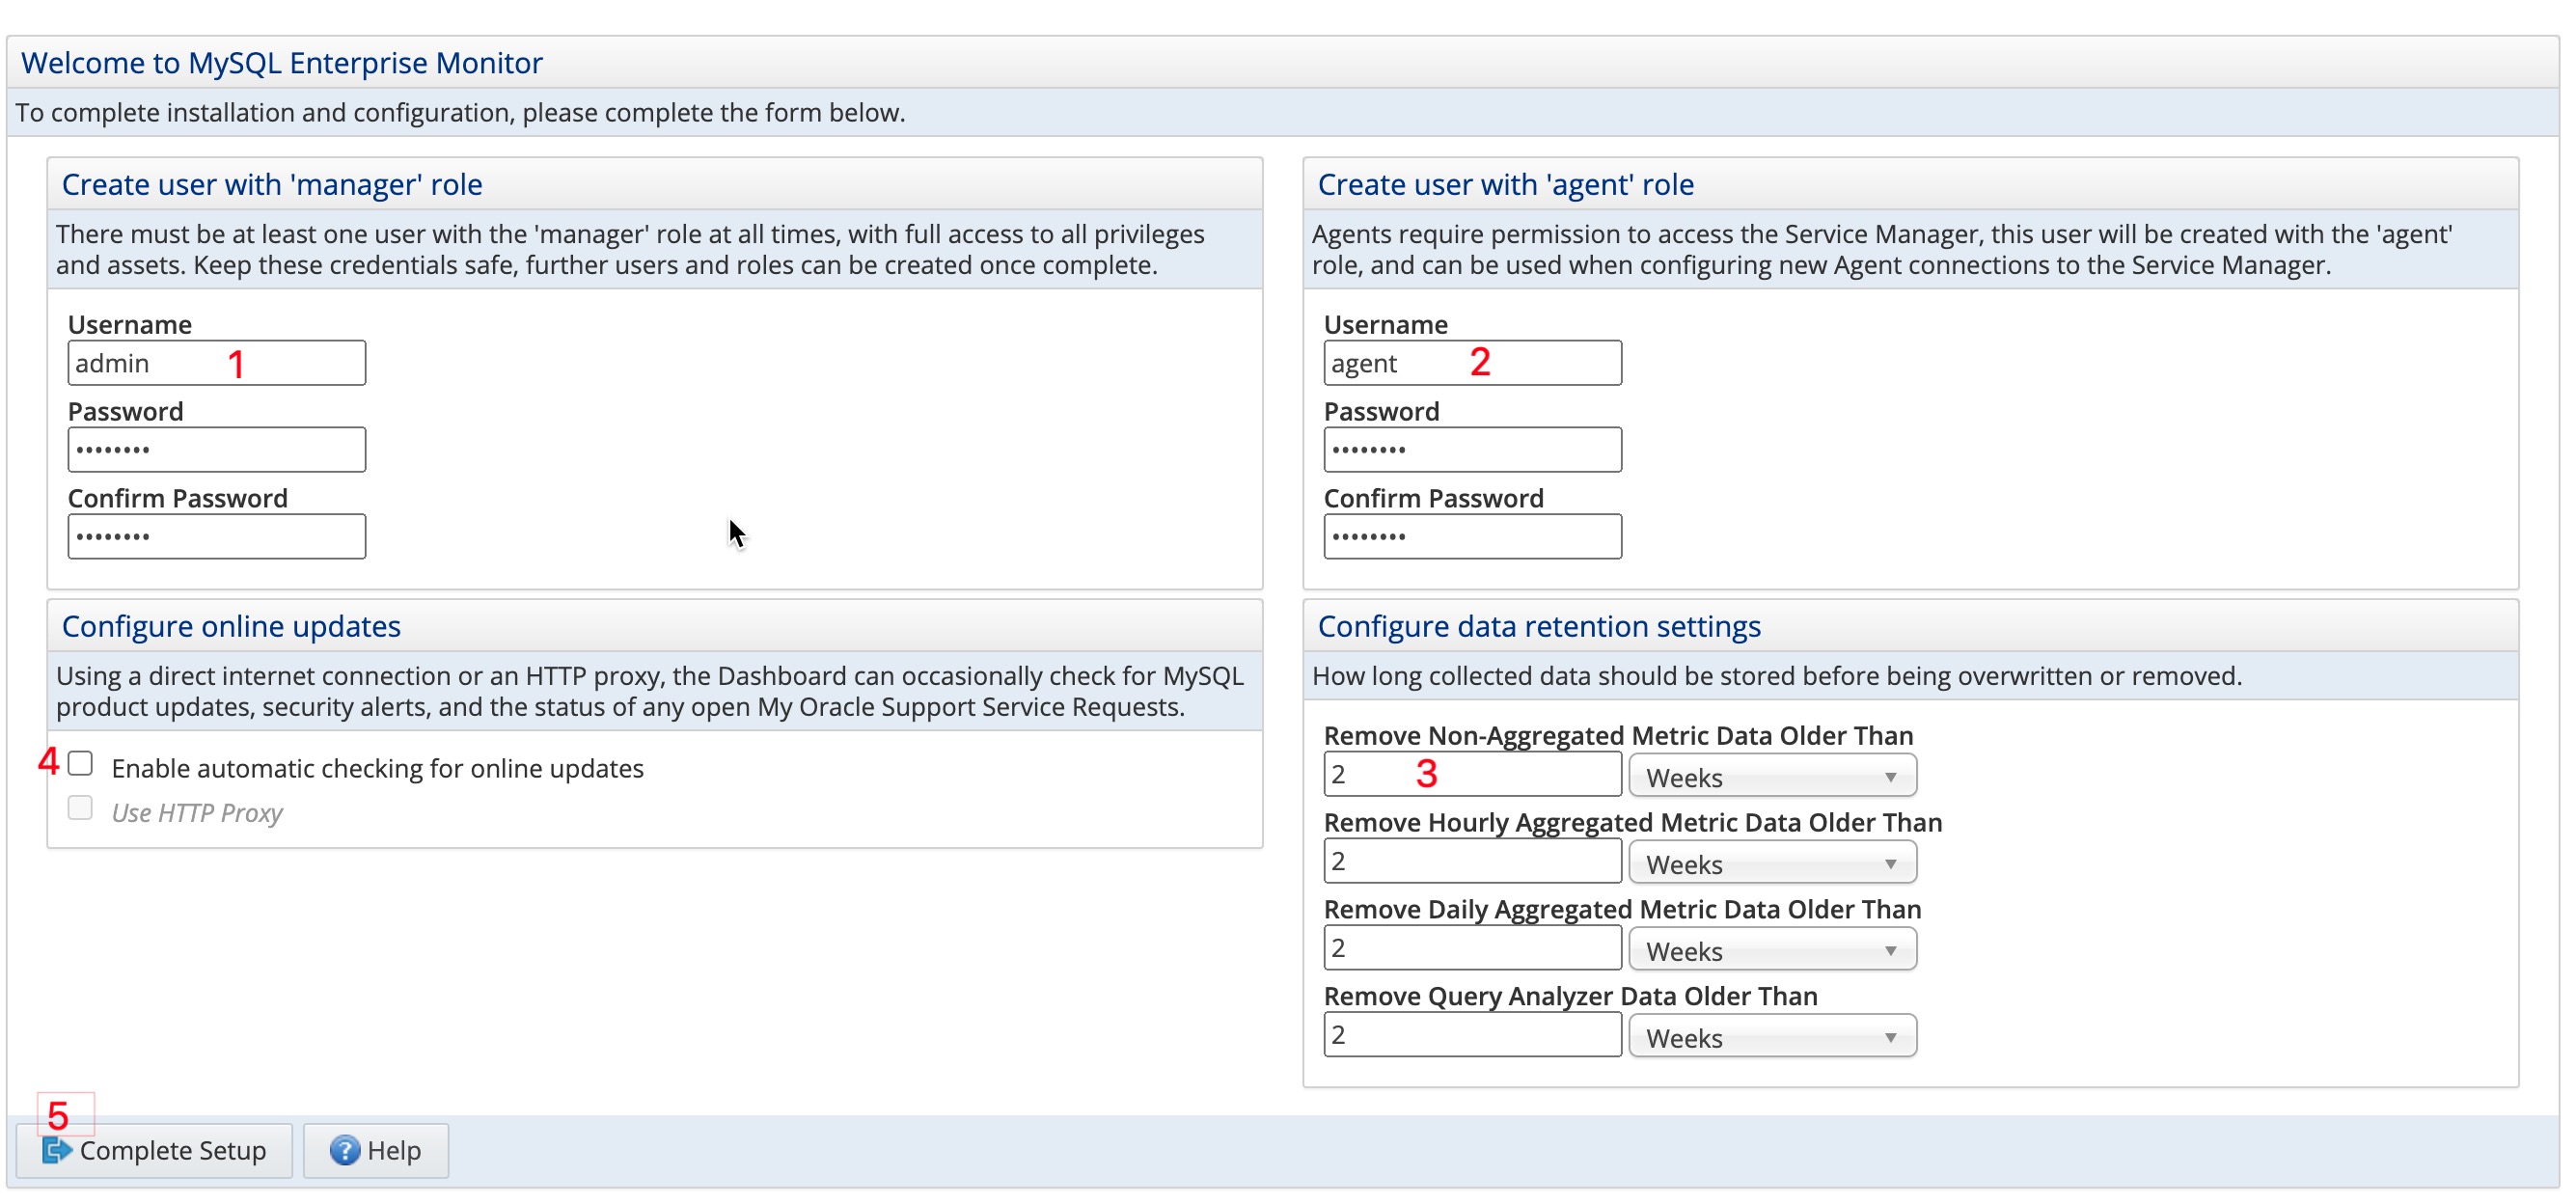 Welcome to MySQL Enterprise Monitor
To complete installation and configuration, please complete the form below.
Create user with 'manager' role
There must be at least one user with the 'manager' role at all times, with full access to all privileges
and assets. Keep these credentials safe, further users and roles can be created once complete.
Username
admin 1
Password
••••••••
Confirm Password
••••••••
Create user with 'agent' role
Agents require permission to access the Service Manager, this user will be created with the 'agent'
role, and can be used when configuring new Agent connections to the Service Manager.
Username
agent 2
Password
••••••••
Confirm Password
••••••••
Configure online updates
Using a direct internet connection or an HTTP proxy, the Dashboard can occasionally check for MySQL
product updates, security alerts, and the status of any open My Oracle Support Service Requests.
4 Enable automatic checking for online updates
Use HTTP Proxy
Configure data retention settings
How long collected data should be stored before being overwritten or removed.
Remove Non-Aggregated Metric Data Older Than
2 3 Weeks
Remove Hourly Aggregated Metric Data Older Than
2 Weeks
Remove Daily Aggregated Metric Data Older Than
2 Weeks
Remove Query Analyzer Data Older Than
2 Weeks
5
Complete Setup ? Help